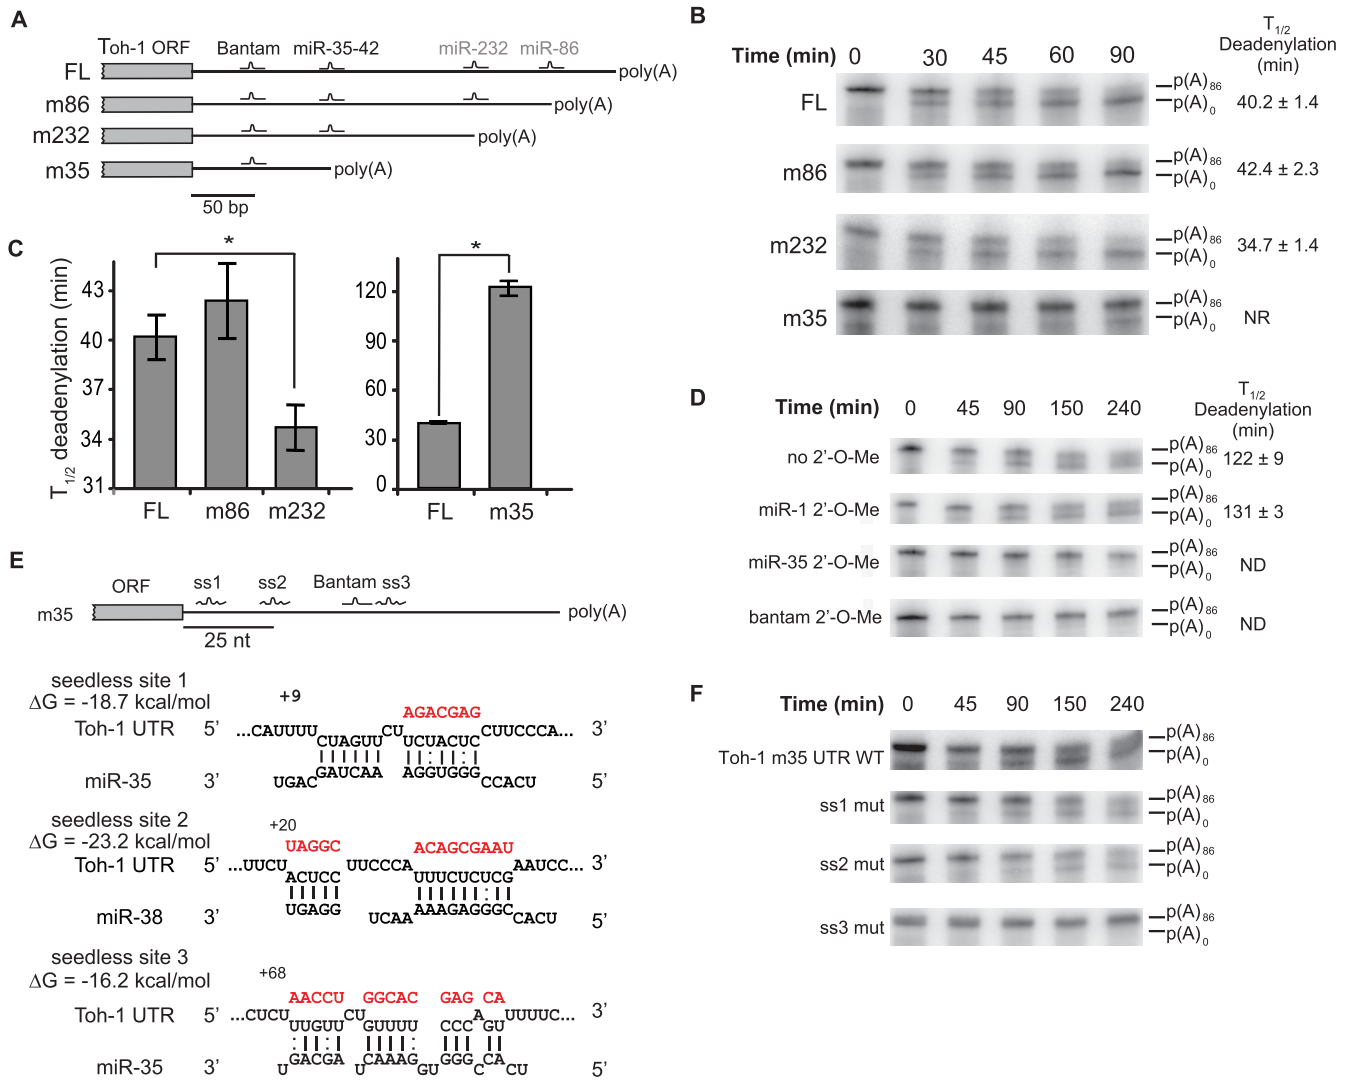 A
Toh-1 ORF Bantam miR-35-42 miR-232 miR-86
FL poly(A)
m86 poly(A)
m232 poly(A)
m35 poly(A)
50 bp
B
T1/2 Deadenylation (min)
Time (min) 0 30 45 60 90
FL p(A)86 p(A)0 40.2 ± 1.4
m86 p(A)86 p(A)0 42.4 ± 2.3
m232 p(A)86 p(A)0 34.7 ± 1.4
m35 p(A)86 p(A)0 NR
C
T1/2 deadenylation (min)
43
40
37
34
31
*
FL m86 m232
120
90
60
30
0
*
FL m35
D
T1/2 Deadenylation (min)
Time (min) 0 45 90 150 240
no 2'-O-Me p(A)86 p(A)0 122 ± 9
miR-1 2'-O-Me p(A)86 p(A)0 131 ± 3
miR-35 2'-O-Me p(A)86 p(A)0 ND
bantam 2'-O-Me p(A)86 p(A)0 ND
E
ORF ss1 ss2 Bantam ss3
m35 poly(A)
25 nt
seedless site 1
ΔG = -18.7 kcal/mol
+9
AGACGAG
Toh-1 UTR 5' ...CAUUUU CUAGUU CU UCUACUC CUUCCCA... 3'
miR-35 3' UGAC GAUCAA AGGUGGG CCACU 5'
seedless site 2
ΔG = -23.2 kcal/mol
+20
UAGGC ACAGCGAAU
Toh-1 UTR 5' ...UUCU ACUCC UUCCCA UUUCUCUCG AAUCC... 3'
miR-38 3' UGAGG UCAA AAAGAGGGC CACU 5'
seedless site 3
ΔG = -16.2 kcal/mol
+68
AACCU GGCAC GAG CA
Toh-1 UTR 5' ...CUCU UUGUU CU GUUUU CCC A GU UUUUC... 3'
miR-35 3' U GACGA U CAAAG GU GGG C CA CU 5'
F
Time (min) 0 45 90 150 240
Toh-1 m35 UTR WT p(A)86 p(A)0
ss1 mut p(A)86 p(A)0
ss2 mut p(A)86 p(A)0
ss3 mut p(A)86 p(A)0